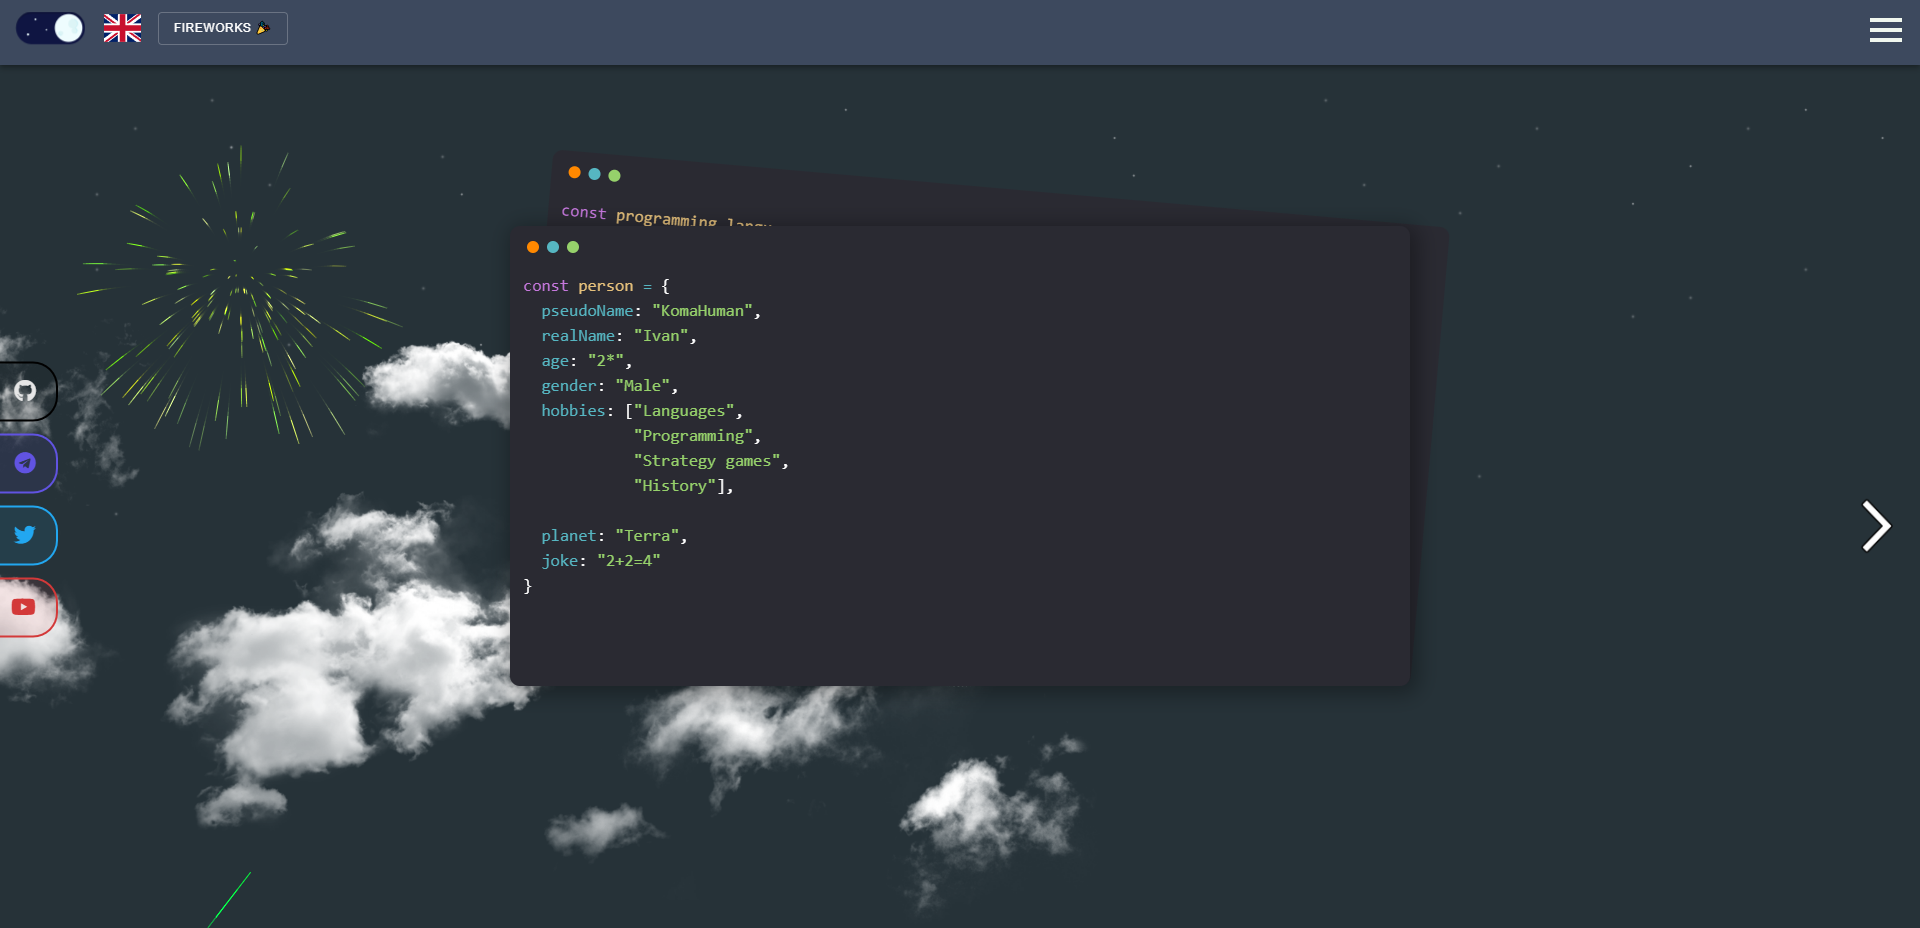 FIREWORKS
const programming_langu
const person = {
pseudoName: "KomaHuman",
realName: "Ivan",
age: "2*",
gender: "Male",
hobbies: ["Languages",
"Programming",
"Strategy games",
"History"],
planet: "Terra",
joke: "2+2=4"
}